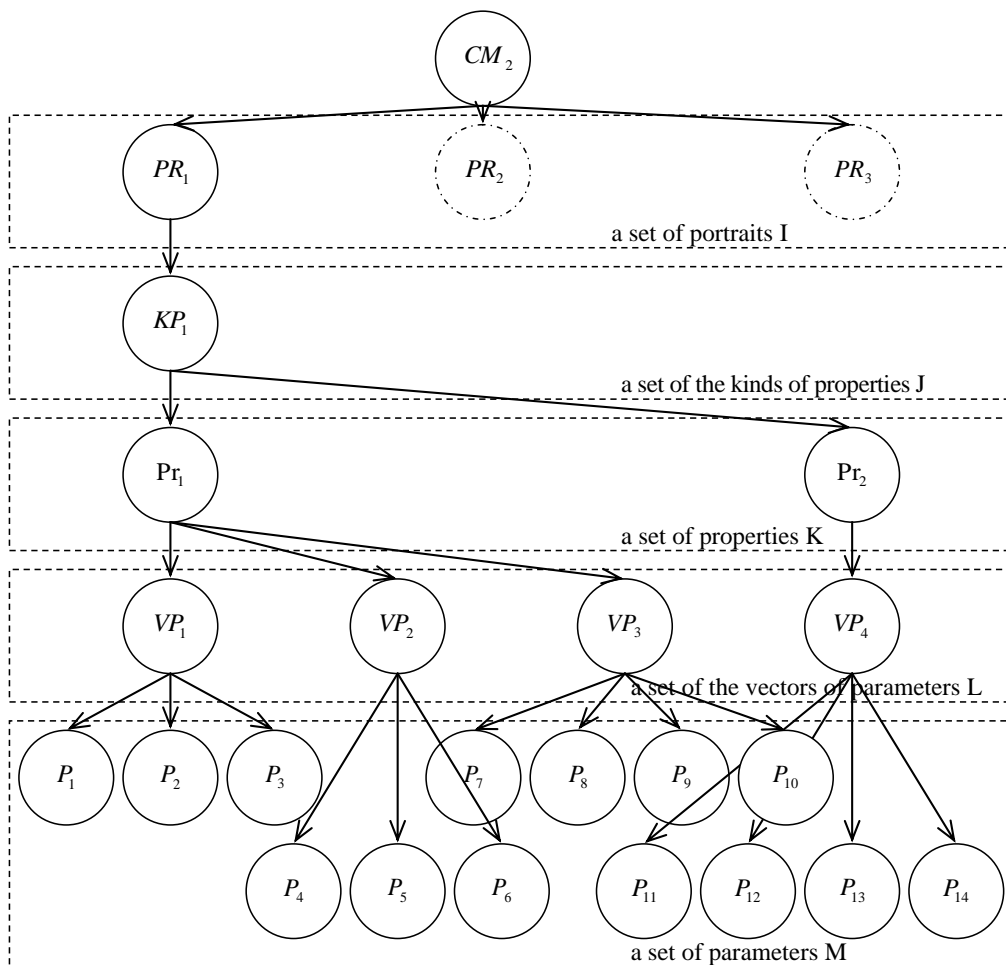 CM₂
PR₁ PR₂ PR₃
a set of portraits I
KP₁
a set of the kinds of properties J
Pr₁ Pr₂
a set of properties K
VP₁ VP₂ VP₃ VP₄
a set of the vectors of parameters L
P₁ P₂ P₃ P₇ P₈ P₉ P₁₀
P₄ P₅ P₆ P₁₁ P₁₂ P₁₃ P₁₄
a set of parameters M